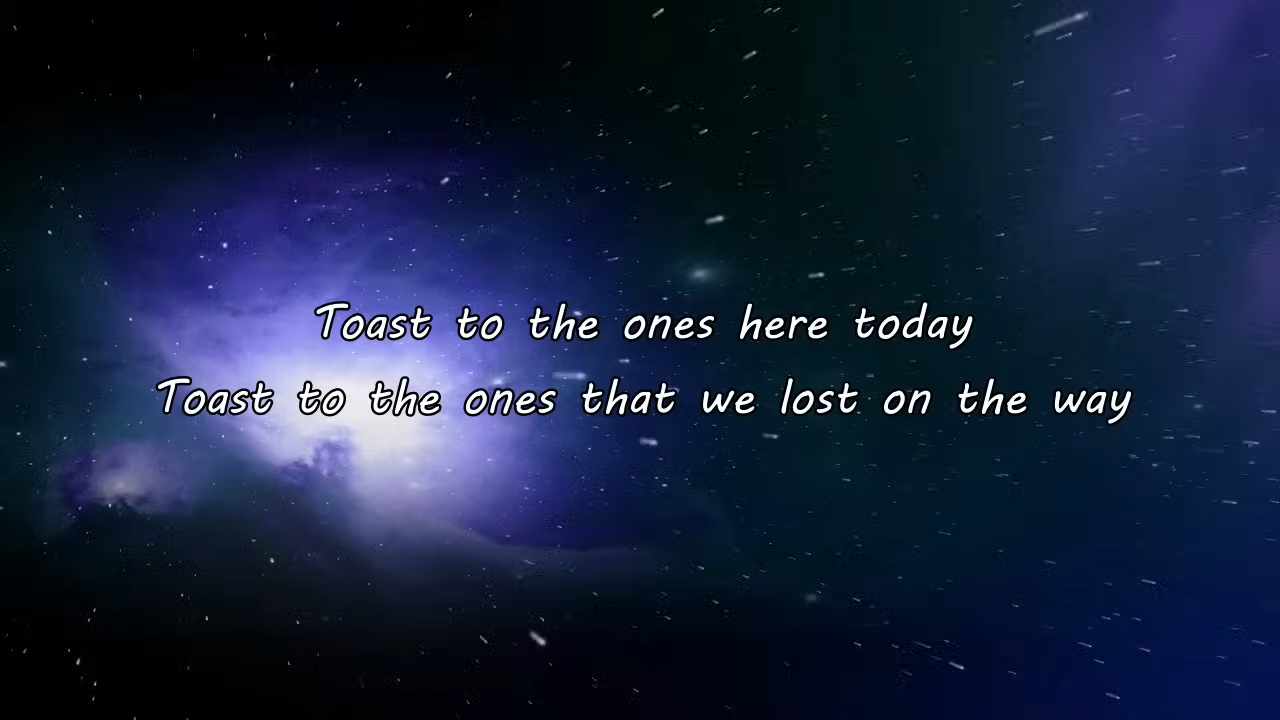 Toast to the ones here today
Toast to the ones that we lost on the way